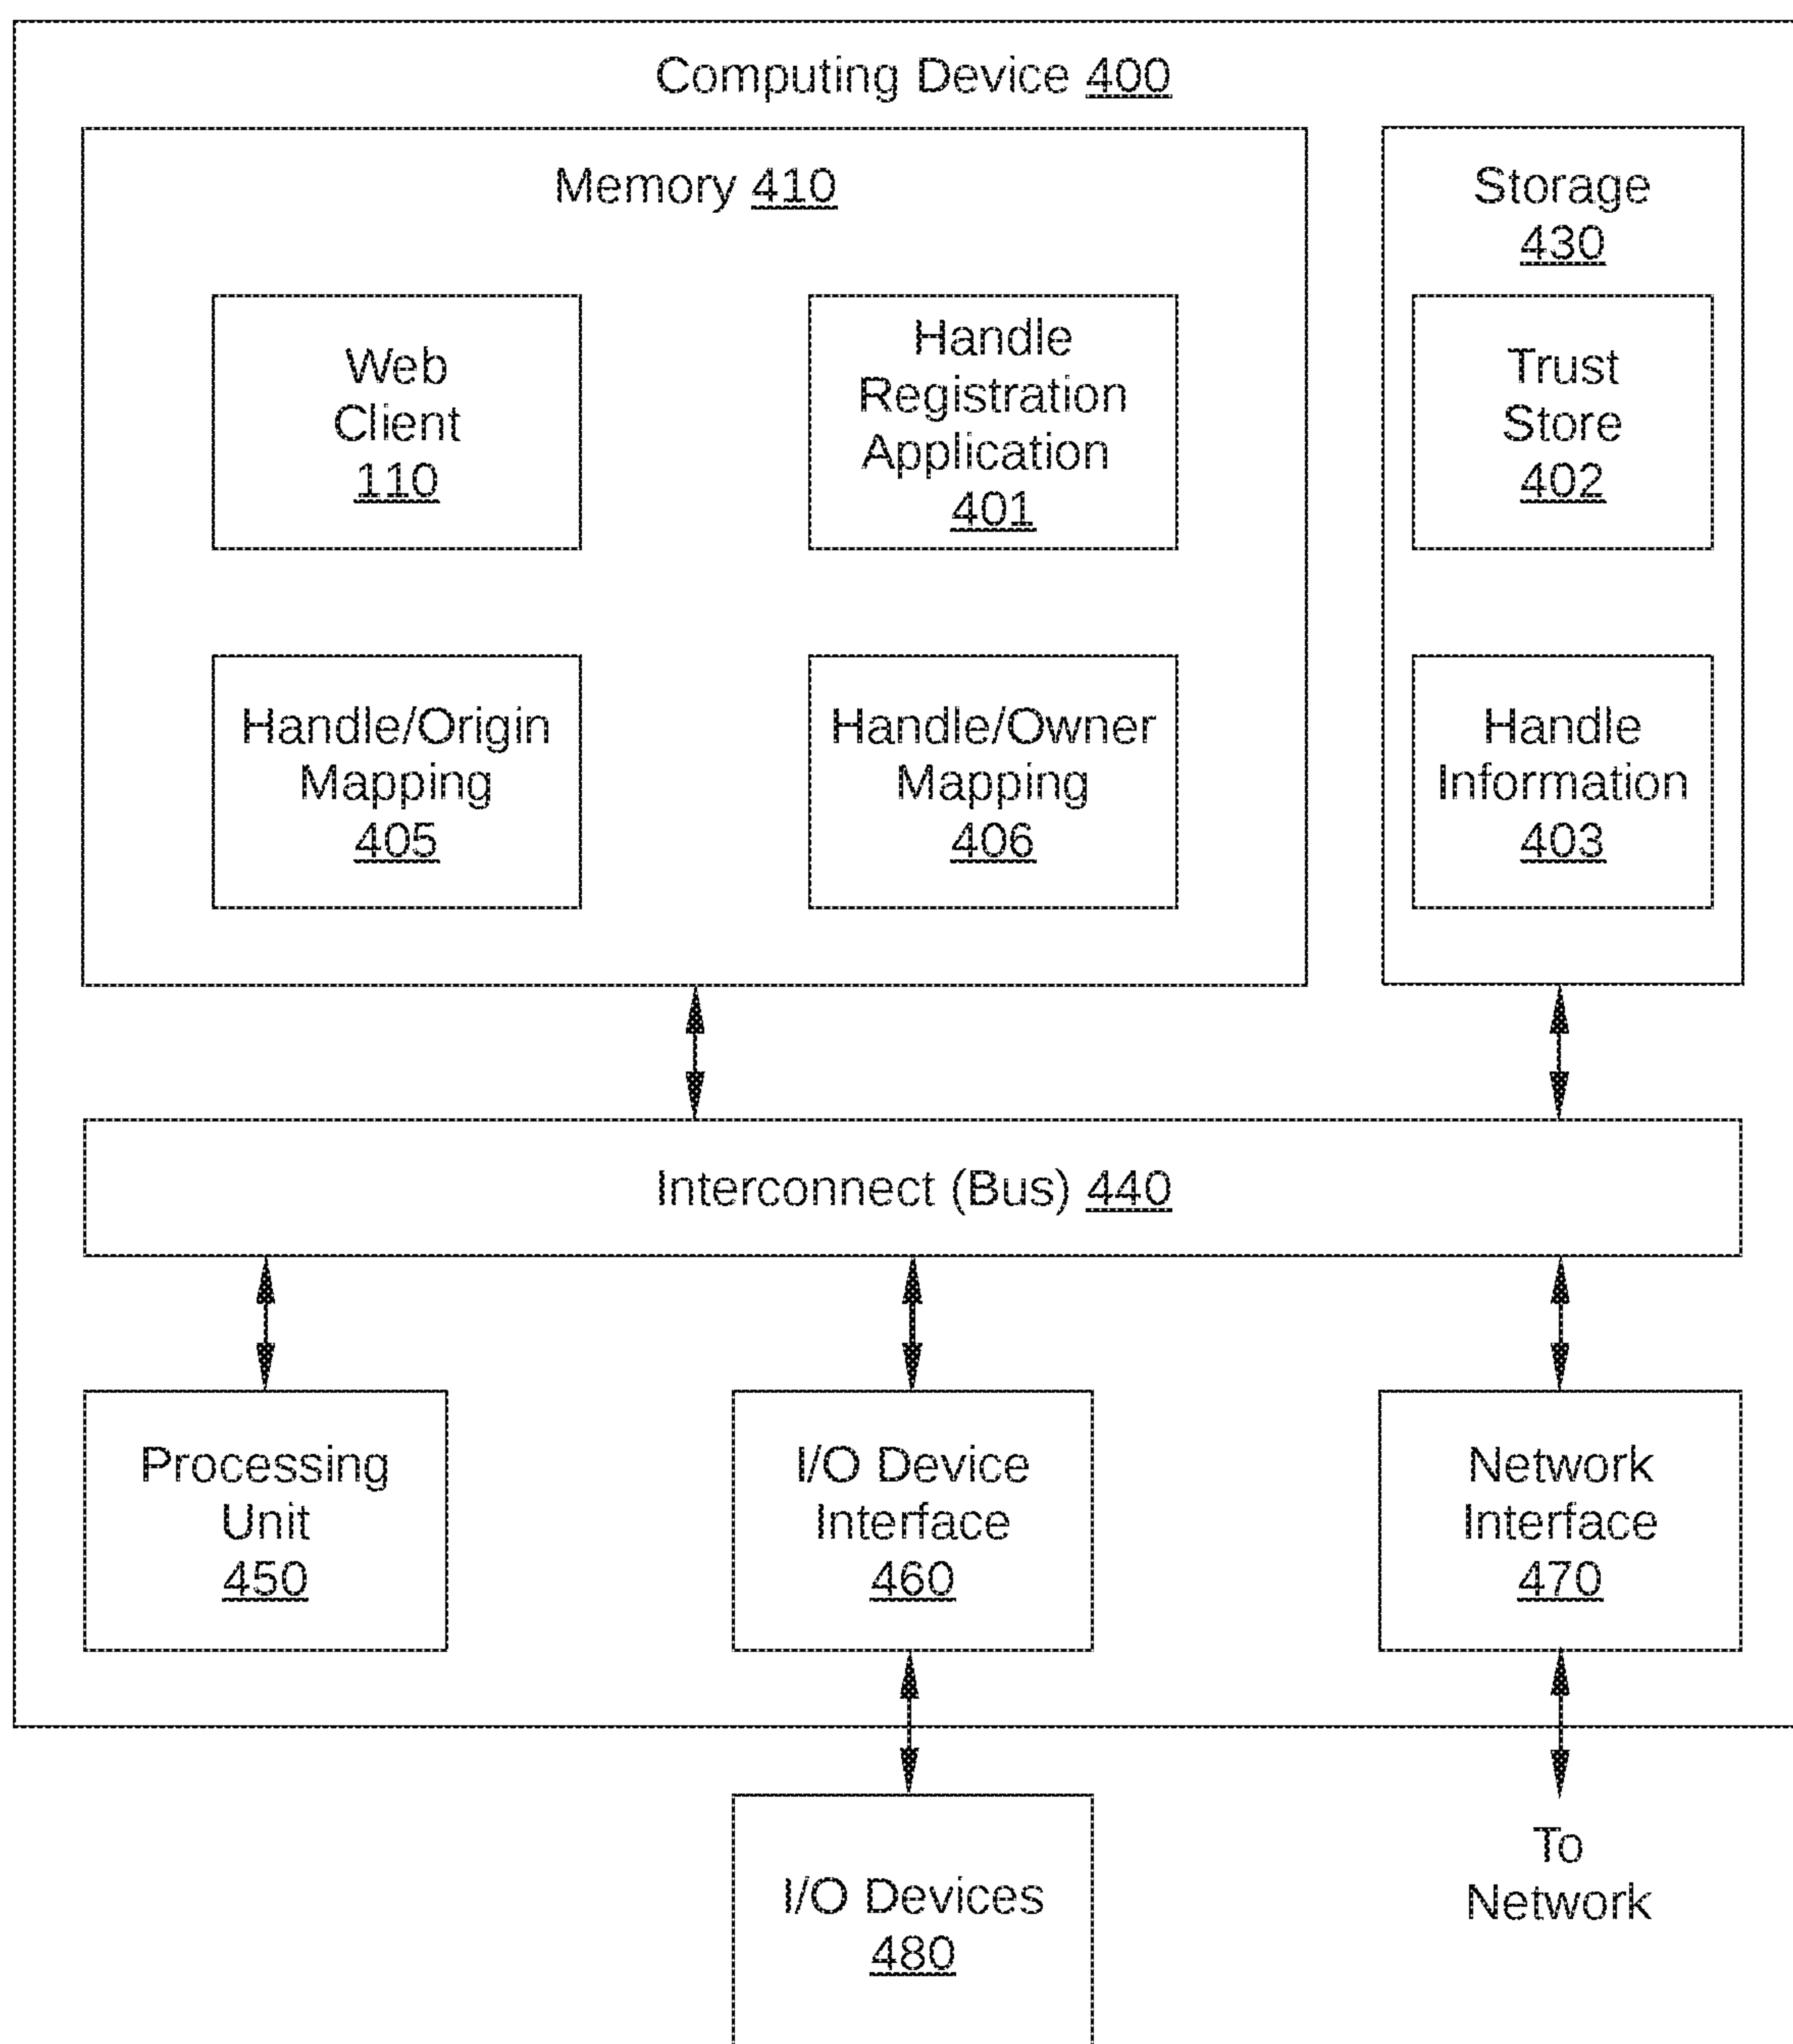 Computing Device 400
Memory 410
Web
Client
110
Handle
Registration
Application
401
Handle/Origin
Mapping
405
Handle/Owner
Mapping
406
Storage
430
Trust
Store
402
Handle
Information
403
Interconnect (Bus) 440
Processing
Unit
450
I/O Device
Interface
460
Network
Interface
470
I/O Devices
480
To
Network